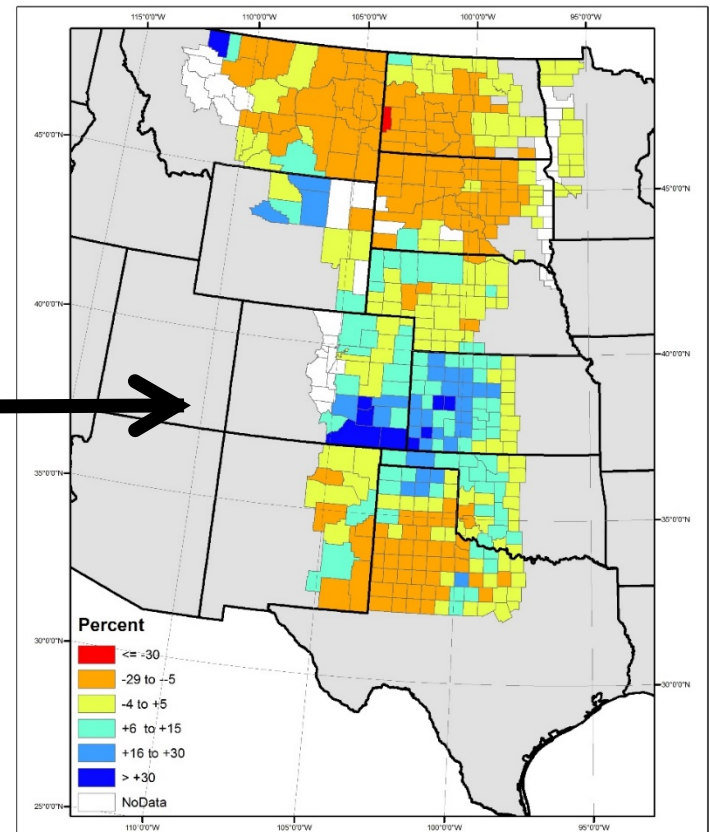 115°0'0"W 110°0'0"W 105°0'0"W 100°0'0"W 95°0'0"W
45°0'0"N
45°0'0"N
40°0'0"N
40°0'0"N
35°0'0"N
35°0'0"N
30°0'0"N
30°0'0"N
25°0'0"N
Percent
<= -30
-29 to --5
-4 to +5
+6 to +15
+16 to +30
> +30
NoData
110°0'0"W 105°0'0"W 100°0'0"W 95°0'0"W